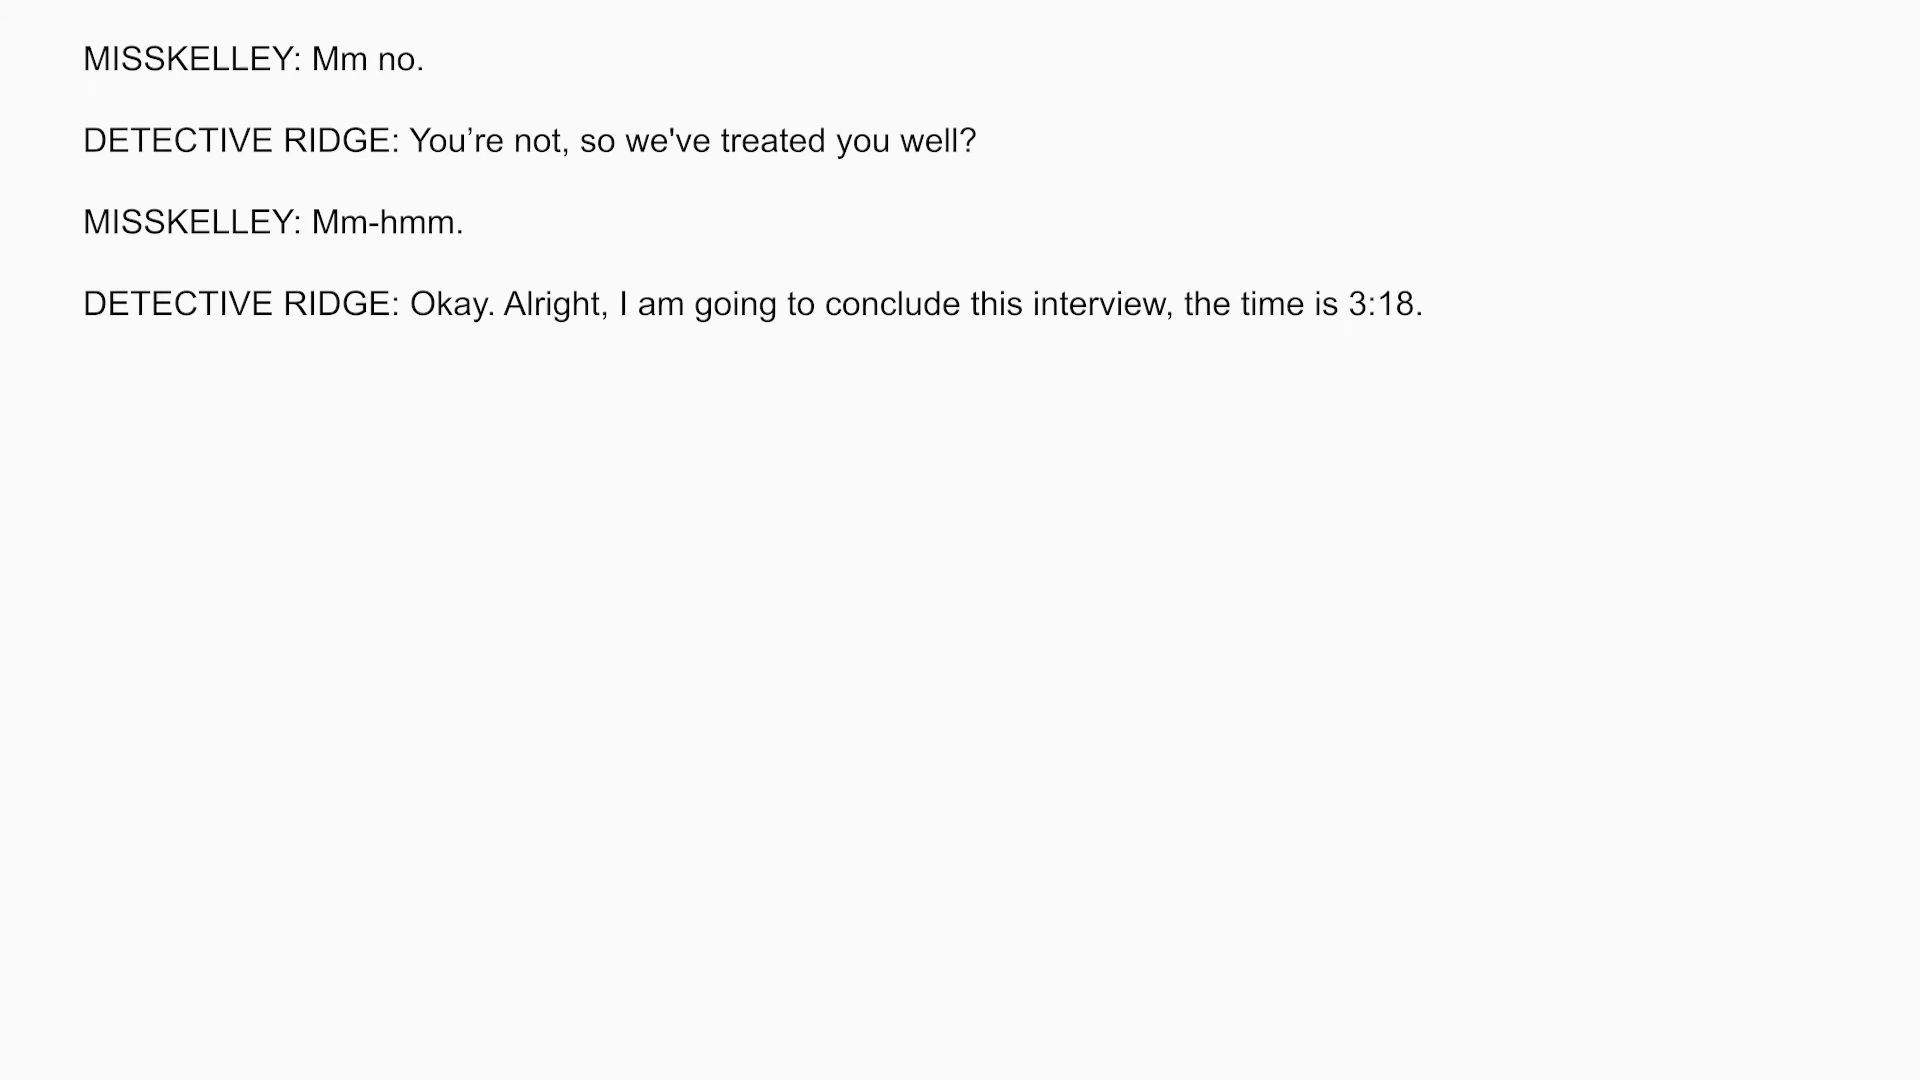 MISSKELLEY: Mm no.
DETECTIVE RIDGE: You’re not, so we've treated you well?
MISSKELLEY: Mm-hmm.
DETECTIVE RIDGE: Okay. Alright, I am going to conclude this interview, the time is 3:18.